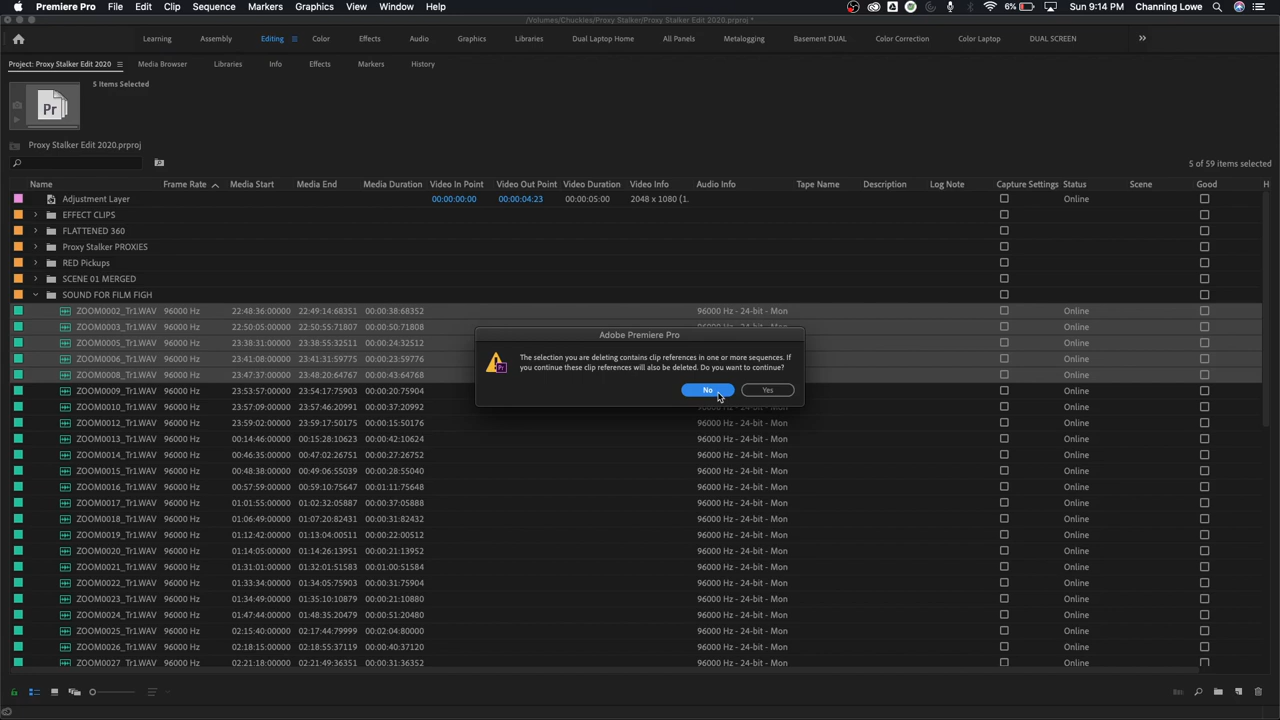 Premiere Pro File Edit Clip Sequence Markers Graphics View Window Help 6% Sun 9:14 PM Channing Lowe
/Volumes/Chuckies/Proxy Stalker/Proxy Stalker Edit 2020.prproj *
Learning Assembly Editing Color Effects Audio Graphics Libraries Dual Laptop Home All Panels Metalogging Basement DUAL Color Correction Color Laptop DUAL SCREEN
Project: Proxy Stalker Edit 2020 Media Browser Libraries Info Effects Markers History
5 Items Selected
Pr
Proxy Stalker Edit 2020.prproj
5 of 59 items selected
Name Frame Rate Media Start Media End Media Duration Video In Point Video Out Point Video Duration Video Info Audio Info Tape Name Description Log Note Capture Settings Status Scene Good H
Adjustment Layer 00:00:00:00 00:00:04:23 00:00:05:00 2048 x 1080 (1. Online
EFFECT CLIPS
FLATTENED 360
Proxy Stalker PROXIES
RED Pickups
SCENE 01 MERGED
SOUND FOR FILM FIGH
ZOOM0002_Tr1.WAV 96000 Hz 22:48:36:00000 22:49:14:68351 00:00:38:68352 96000 Hz - 24-bit - Mon Online
ZOOM0003_Tr1.WAV 96000 Hz 22:50:05:00000 22:50:55:71807 00:00:50:71808 96000 Hz - 24-bit - Mon Online
ZOOM0005_Tr1.WAV 96000 Hz 23:38:31:00000 23:38:55:32511 00:00:24:32512 Online
ZOOM0006_Tr1.WAV 96000 Hz 23:41:08:00000 23:41:31:59775 00:00:23:59776 Online
ZOOM0008_Tr1.WAV 96000 Hz 23:47:37:00000 23:48:20:64767 00:00:43:64768 Online
ZOOM0009_Tr1.WAV 96000 Hz 23:53:57:00000 23:54:17:75903 00:00:20:75904 Online
ZOOM0010_Tr1.WAV 96000 Hz 23:57:09:00000 23:57:46:20991 00:00:37:20992 96000 Hz - 24-bit - Mon Online
ZOOM0012_Tr1.WAV 96000 Hz 23:59:02:00000 23:59:17:50175 00:00:15:50176 96000 Hz - 24-bit - Mon Online
ZOOM0013_Tr1.WAV 96000 Hz 00:14:46:00000 00:15:28:10623 00:00:42:10624 96000 Hz - 24-bit - Mon Online
ZOOM0014_Tr1.WAV 96000 Hz 00:46:35:00000 00:47:02:26751 00:00:27:26752 96000 Hz - 24-bit - Mon Online
ZOOM0015_Tr1.WAV 96000 Hz 00:48:38:00000 00:49:06:55039 00:00:28:55040 96000 Hz - 24-bit - Mon Online
ZOOM0016_Tr1.WAV 96000 Hz 00:57:59:00000 00:59:10:75647 00:01:11:75648 96000 Hz - 24-bit - Mon Online
ZOOM0017_Tr1.WAV 96000 Hz 01:01:55:00000 01:02:32:05887 00:00:37:05888 96000 Hz - 24-bit - Mon Online
ZOOM0018_Tr1.WAV 96000 Hz 01:06:49:00000 01:07:20:82431 00:00:31:82432 96000 Hz - 24-bit - Mon Online
ZOOM0019_Tr1.WAV 96000 Hz 01:12:42:00000 01:13:04:00511 00:00:22:00512 96000 Hz - 24-bit - Mon Online
ZOOM0020_Tr1.WAV 96000 Hz 01:14:05:00000 01:14:26:13951 00:00:21:13952 96000 Hz - 24-bit - Mon Online
ZOOM0021_Tr1.WAV 96000 Hz 01:31:01:00000 01:32:01:51583 00:01:00:51584 96000 Hz - 24-bit - Mon Online
ZOOM0022_Tr1.WAV 96000 Hz 01:33:34:00000 01:34:05:75903 00:00:31:75904 96000 Hz - 24-bit - Mon Online
ZOOM0023_Tr1.WAV 96000 Hz 01:34:49:00000 01:35:10:10879 00:00:21:10880 96000 Hz - 24-bit - Mon Online
ZOOM0024_Tr1.WAV 96000 Hz 01:47:44:00000 01:48:35:20479 00:00:51:20480 96000 Hz - 24-bit - Mon Online
ZOOM0025_Tr1.WAV 96000 Hz 02:15:40:00000 02:17:44:79999 00:02:04:80000 96000 Hz - 24-bit - Mon Online
ZOOM0026_Tr1.WAV 96000 Hz 02:18:15:00000 02:18:55:37119 00:00:40:37120 96000 Hz - 24-bit - Mon Online
ZOOM0027_Tr1.WAV 96000 Hz 02:21:18:00000 02:21:49:36351 00:00:31:36352 96000 Hz - 24-bit - Mon Online
Adobe Premiere Pro
The selection you are deleting contains clip references in one or more sequences. If
you continue these clip references will also be deleted. Do you want to continue?
No Yes